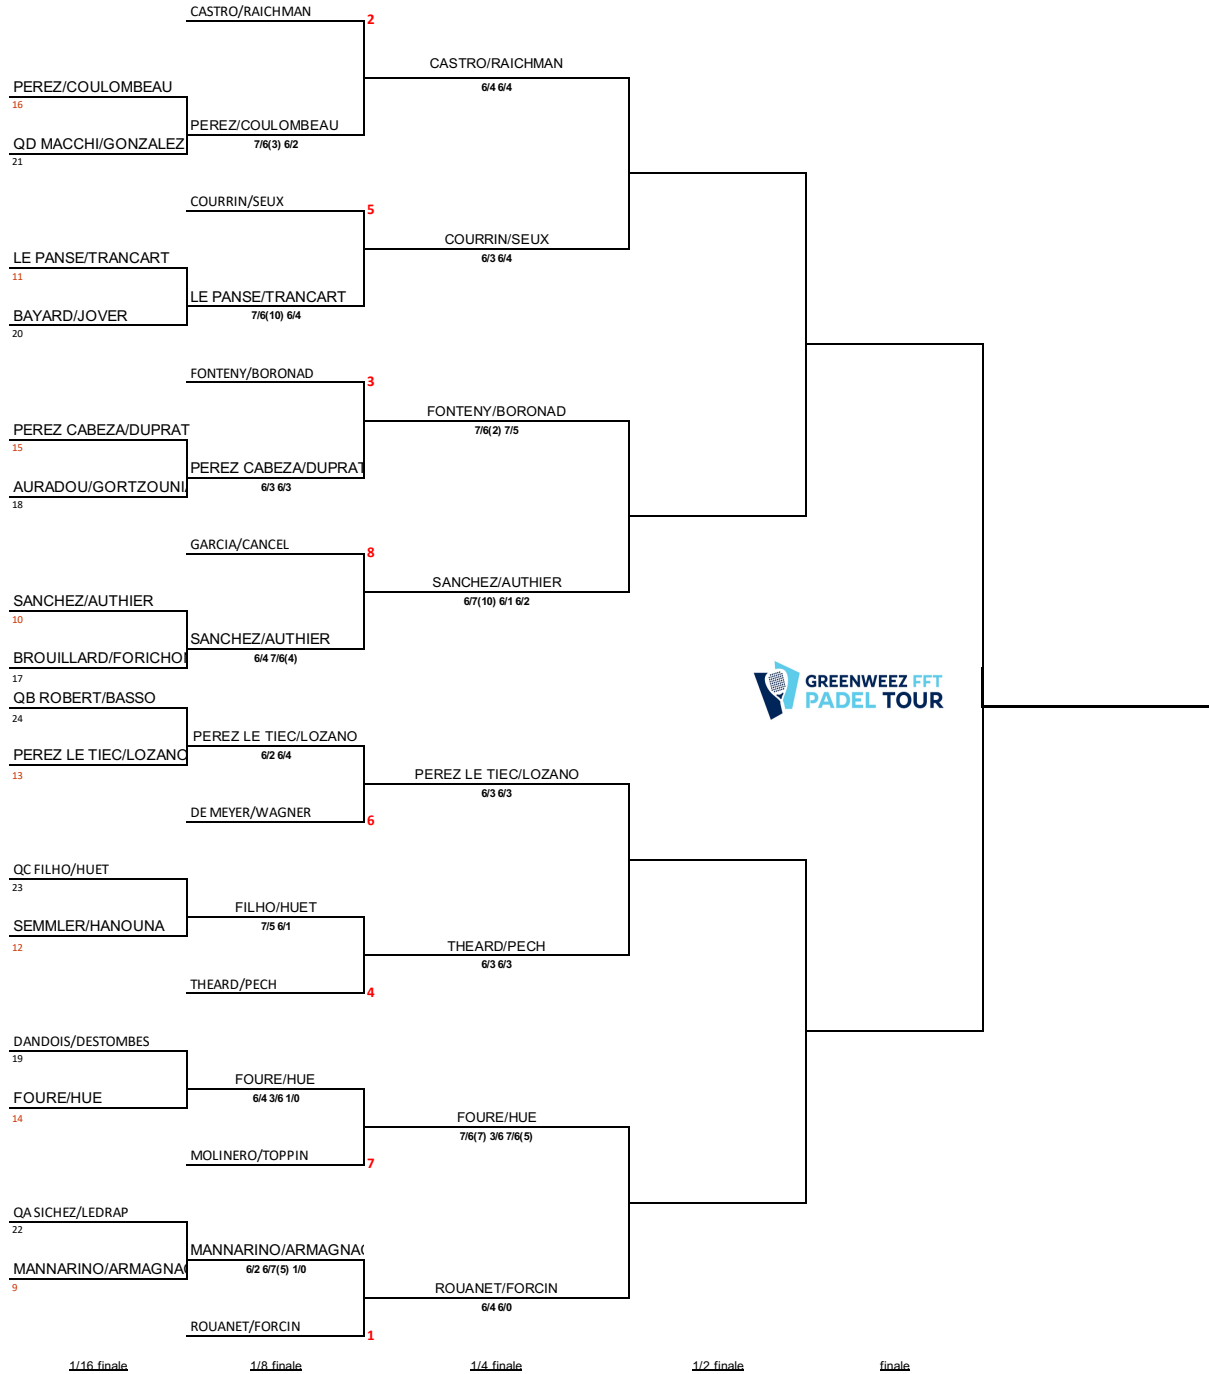 CASTRO/RAICHMAN
2
CASTRO/RAICHMAN
6/4 6/4
PEREZ/COULOMBEAU
16
PEREZ/COULOMBEAU
7/6(3) 6/2
QD MACCHI/GONZALEZ
21
COURRIN/SEUX
5
COURRIN/SEUX
6/3 6/4
LE PANSE/TRANCART
11
LE PANSE/TRANCART
7/6(10) 6/4
BAYARD/JOVER
20
FONTENY/BORONAD
3
FONTENY/BORONAD
7/6(2) 7/5
PEREZ CABEZA/DUPRAT
15
PEREZ CABEZA/DUPRAT
6/3 6/3
AURADOU/GORTZOUNI
18
GARCIA/CANCEL
8
SANCHEZ/AUTHIER
6/7(10) 6/1 6/2
SANCHEZ/AUTHIER
10
SANCHEZ/AUTHIER
6/4 7/6(4)
BROUILLARD/FORICHO
17
GREENWEEZ FFT
PADEL TOUR
QB ROBERT/BASSO
24
PEREZ LE TIEC/LOZANO
6/2 6/4
PEREZ LE TIEC/LOZANO
13
PEREZ LE TIEC/LOZANO
6/3 6/3
DE MEYER/WAGNER
6
QC FILHO/HUET
23
FILHO/HUET
7/5 6/1
SEMMLER/HANOUNA
12
THEARD/PECH
6/3 6/3
THEARD/PECH
4
DANDOIS/DESTOMBES
19
FOURE/HUE
6/4 3/6 1/0
FOURE/HUE
14
FOURE/HUE
7/6(7) 3/6 7/6(5)
MOLINERO/TOPPIN
7
QA SICHEZ/LEDRAP
22
MANNARINO/ARMAGNAC
6/2 6/7(5) 1/0
MANNARINO/ARMAGNAC
9
ROUANET/FORCIN
6/4 6/0
ROUANET/FORCIN
1
1/16 finale
1/8 finale
1/4 finale
1/2 finale
finale